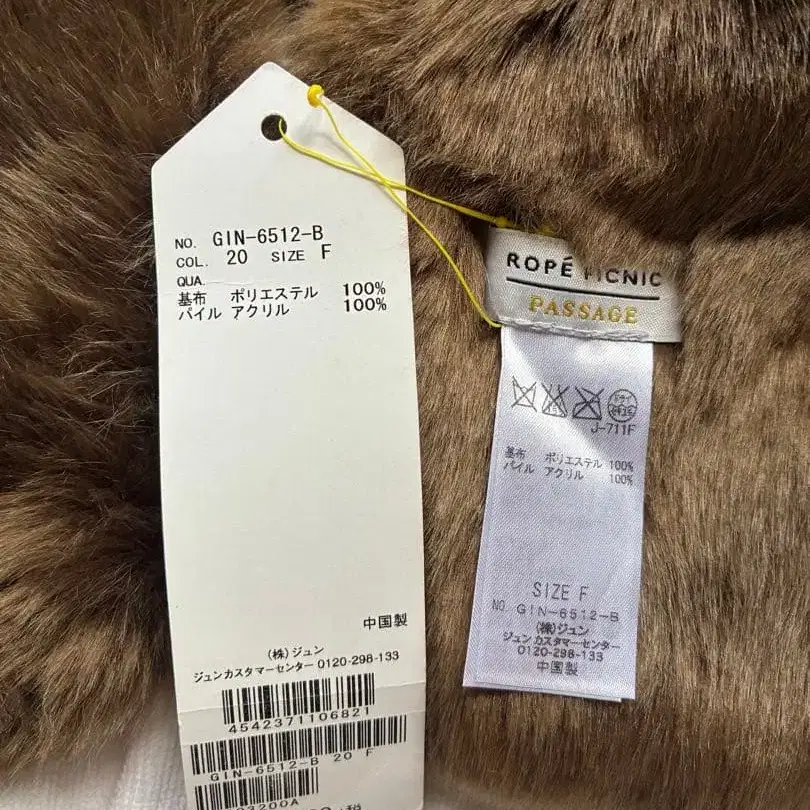 NO. GIN-6512-B
COL. 20 SIZE F
QUA.
基布 ポリエステル 100%
パイル アクリル 100%
中国製
(株)ジュン
ジュンカスタマーセンター 0120-298-133
4542371106821
GIN-6512-B 20 F
ROPÉ PICNIC
PASSAGE
J-711F
基布 ポリエステル 100%
パイル アクリル 100%
SIZE F
NO. GIN-6512-B
(株)ジュン
ジュンカスタマーセンター
0120-298-133
中国製